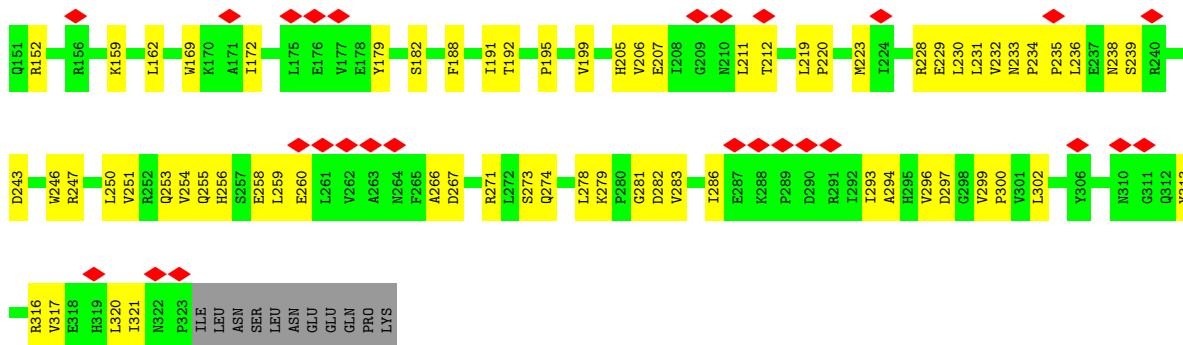 Q151 R152 R156 K159 L162 W169 K170 A171 I172 L175 E176 V177 E178 Y179 S182 F188 I191 T192 P195 V199 H205 V206 E207 I208 G209 N210 L211 T212 L219 P220 M223 I224 R228 E229 L230 L231 V232 N233 P234 P235 L236 E237 N238 S239 R240
D243 W246 R247 L250 V251 R252 Q253 V254 Q255 H256 S257 E258 L259 E260 L261 V262 A263 N264 F265 A266 D267 R271 L272 S273 Q274 L278 K279 P280 G281 D282 V283 I286 E287 K288 P289 D290 R291 I292 I293 A294 H295 V296 D297 G298 V299 P300 V301 L302 Y306 N310 G311 Q312
R316 V317 E318 H319 L320 I321 N322 P323 ILE LEU ASN SER LEU ASN GLU GLU GLN PRO LYS